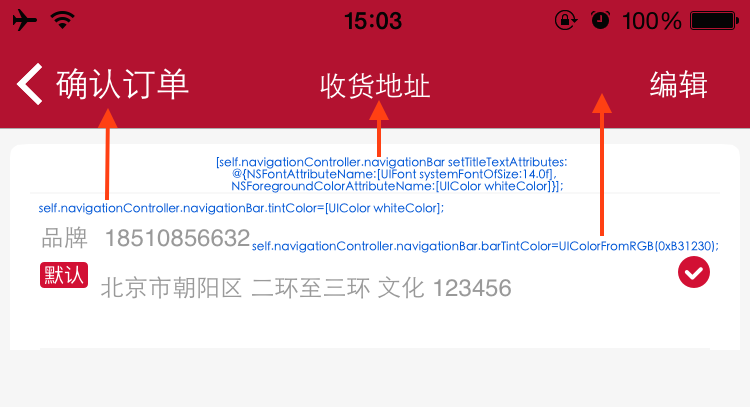 15:03 100%
确认订单 收货地址 编辑
[self.navigationController.navigationBar setTitleTextAttributes:
@{NSFontAttributeName:[UIFont systemFontOfSize:14.0f],
NSForegroundColorAttributeName:[UIColor whiteColor]}];
self.navigationController.navigationBar.tintColor=[UIColor whiteColor];
品牌 18510856632
self.navigationController.navigationBar.barTintColor=UIColorFromRGB(0xB31230);
默认 北京市朝阳区 二环至三环 文化 123456